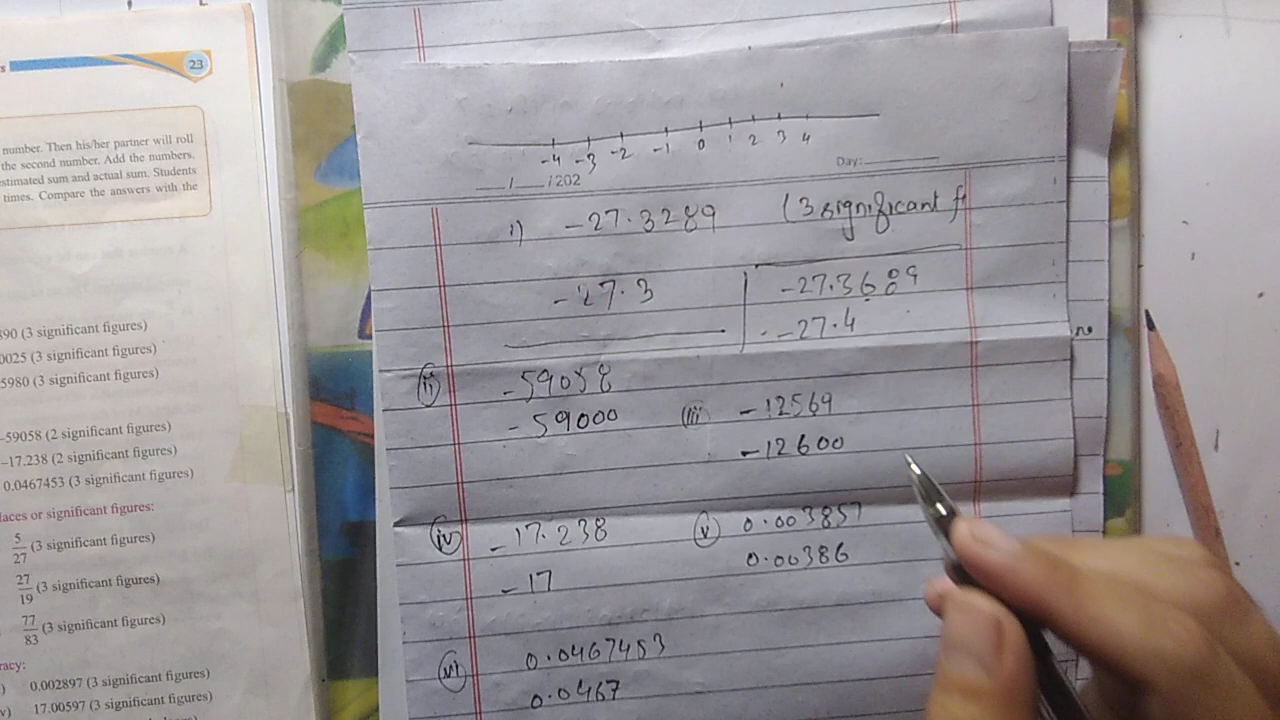 23
number. Then his/her partner will roll
the second number. Add the numbers.
estimated sum and actual sum. Students
times. Compare the answers with the
890 (3 significant figures)
0025 (3 significant figures)
5980 (3 significant figures)
-59058 (2 significant figures)
-17.238 (2 significant figures)
0.0467453 (3 significant figures)
laces or significant figures:
5/27 (3 significant figures)
27/19 (3 significant figures)
77/83 (3 significant figures)
racy:
) 0.002897 (3 significant figures)
v) 17.00597 (3 significant figures)
-4 -3 -2 -1 0 1 2 3 4
Day:
/ /202
i) -27.3289 (3 significant f
-27.3 -27.3689
-27.4
ii) -59058
-59000 (iii) -12569
-12600
iv) -17.238 (v) 0.003857
-17 0.00386
vi) 0.0467453
0.0467